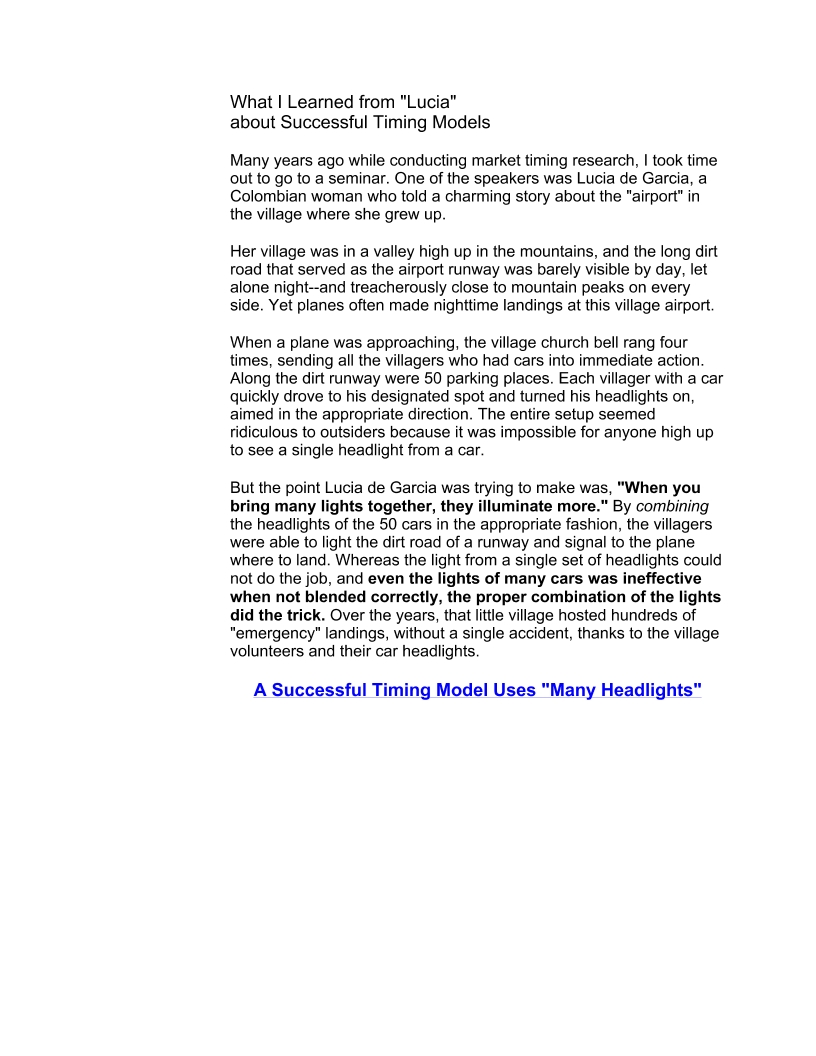 What I Learned from "Lucia"
about Successful Timing Models
Many years ago while conducting market timing research, I took time
out to go to a seminar. One of the speakers was Lucia de Garcia, a
Colombian woman who told a charming story about the "airport" in
the village where she grew up.
Her village was in a valley high up in the mountains, and the long dirt
road that served as the airport runway was barely visible by day, let
alone night--and treacherously close to mountain peaks on every
side. Yet planes often made nighttime landings at this village airport.
When a plane was approaching, the village church bell rang four
times, sending all the villagers who had cars into immediate action.
Along the dirt runway were 50 parking places. Each villager with a car
quickly drove to his designated spot and turned his headlights on,
aimed in the appropriate direction. The entire setup seemed
ridiculous to outsiders because it was impossible for anyone high up
to see a single headlight from a car.
But the point Lucia de Garcia was trying to make was, "When you
bring many lights together, they illuminate more." By combining
the headlights of the 50 cars in the appropriate fashion, the villagers
were able to light the dirt road of a runway and signal to the plane
where to land. Whereas the light from a single set of headlights could
not do the job, and even the lights of many cars was ineffective
when not blended correctly, the proper combination of the lights
did the trick. Over the years, that little village hosted hundreds of
"emergency" landings, without a single accident, thanks to the village
volunteers and their car headlights.
A Successful Timing Model Uses "Many Headlights"